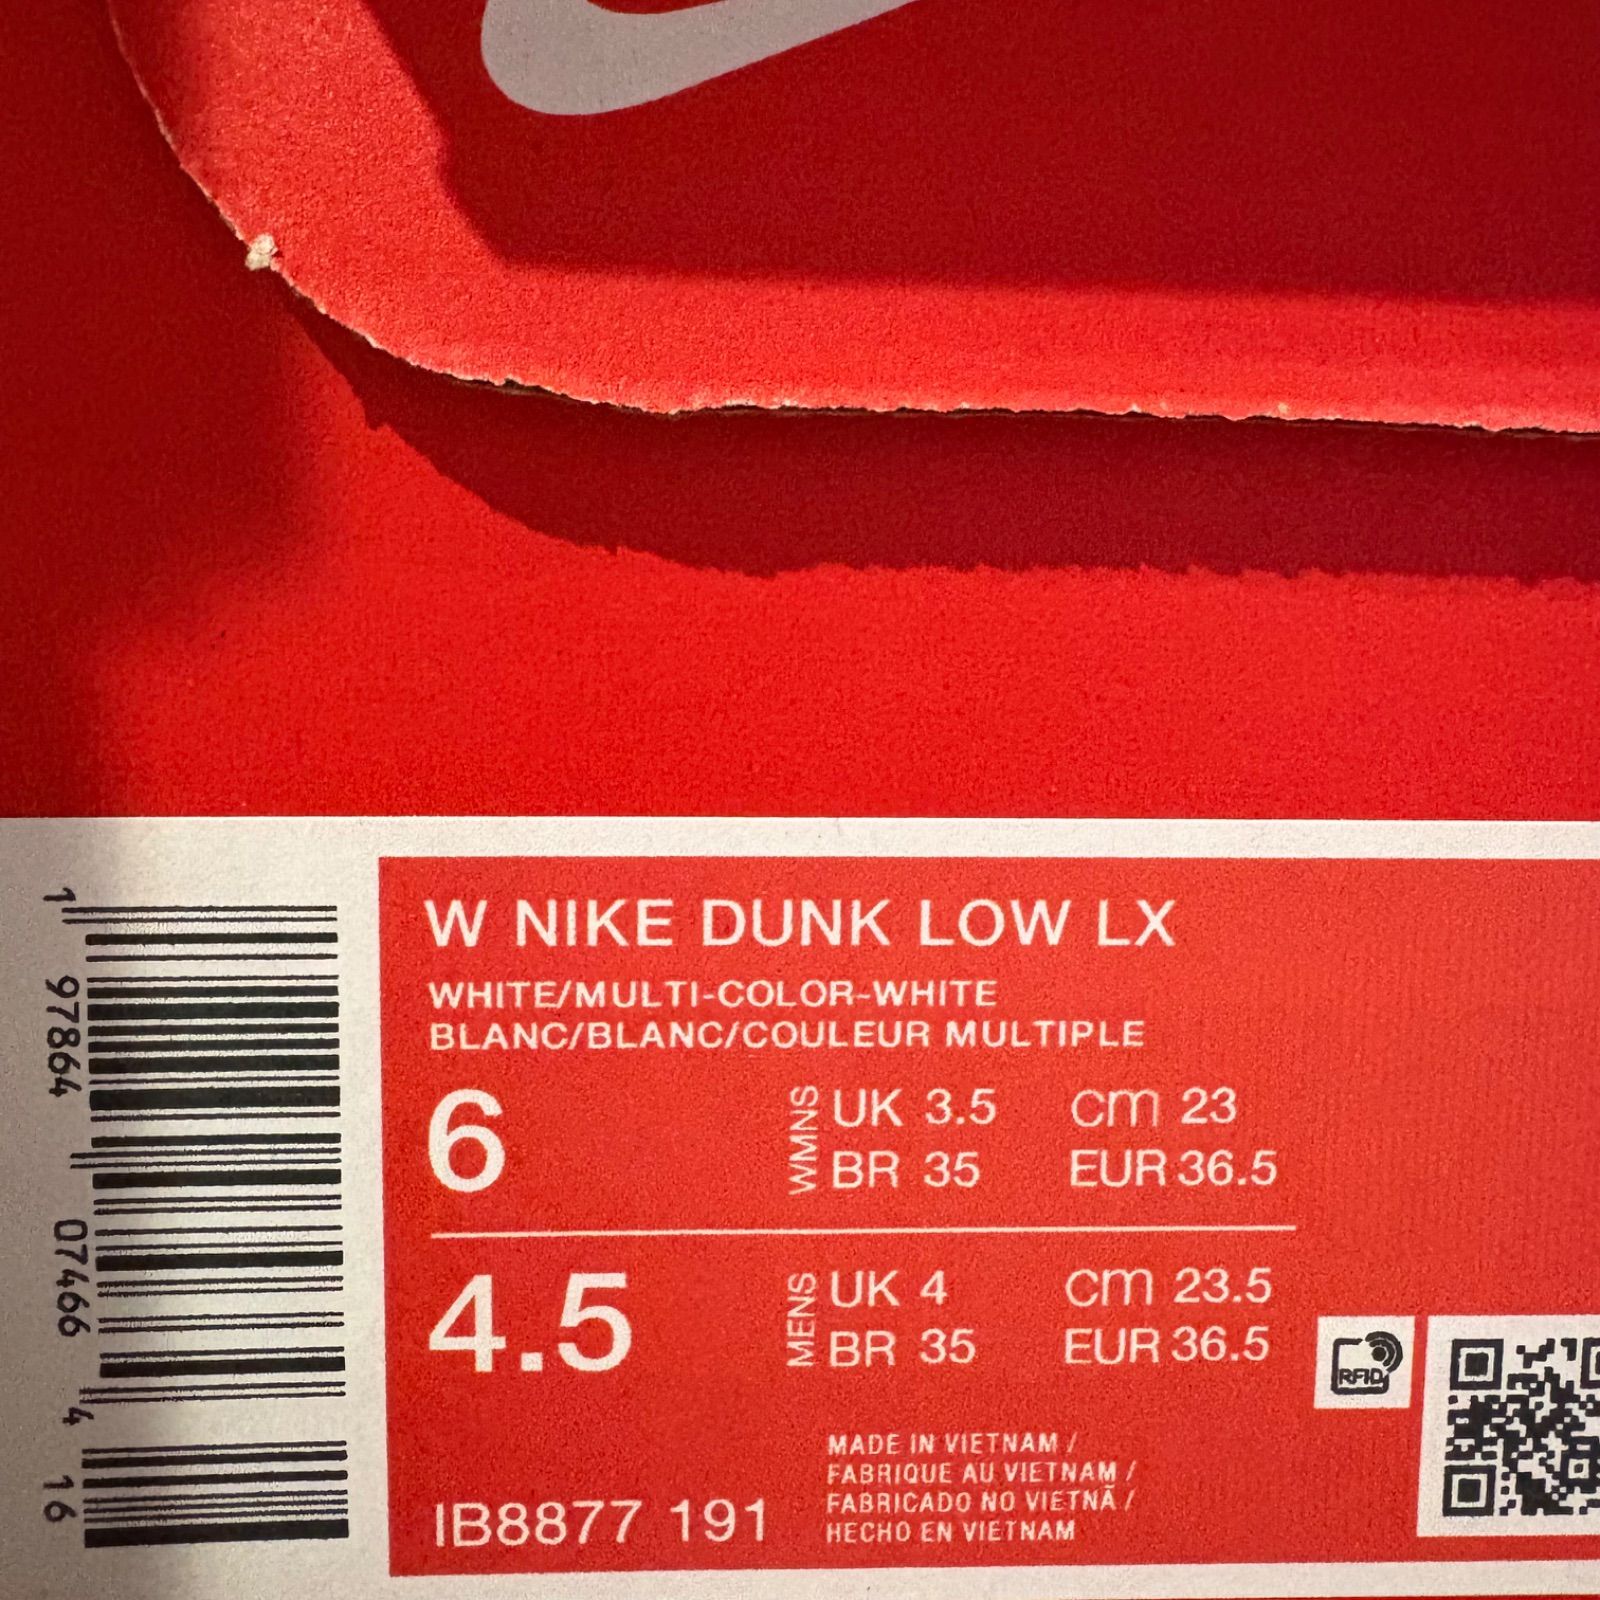 W NIKE DUNK LOW LX
WHITE/MULTI-COLOR-WHITE
BLANC/BLANC/COULEUR MULTIPLE
6 WMNS UK 3.5 cm 23
BR 35 EUR 36.5
4.5 MENS UK 4 cm 23.5
BR 35 EUR 36.5
RFID
MADE IN VIETNAM /
FABRIQUE AU VIETNAM /
FABRICADO NO VIETNÃ /
HECHO EN VIETNAM
IB8877 191
1 97864 07466 4 16